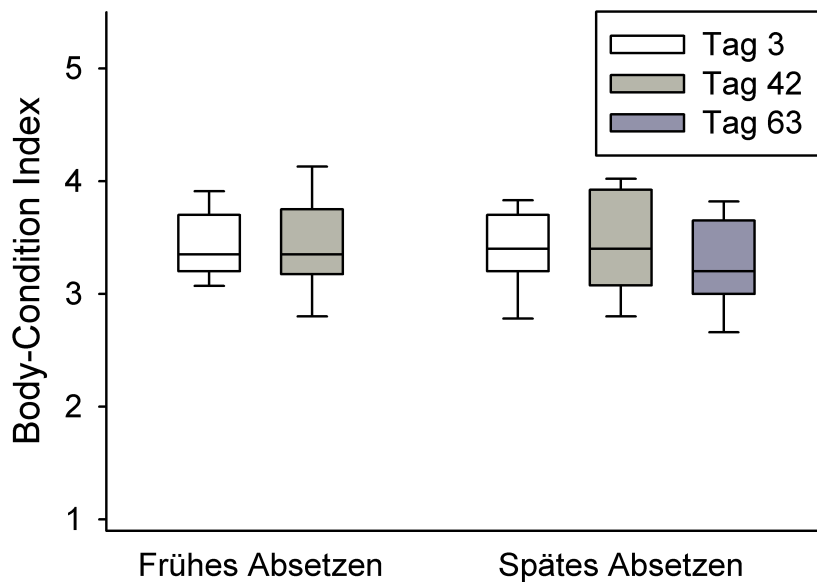 Tag 3
Tag 42
Tag 63
Body-Condition Index
5
4
3
2
1
Frühes Absetzen
Spätes Absetzen